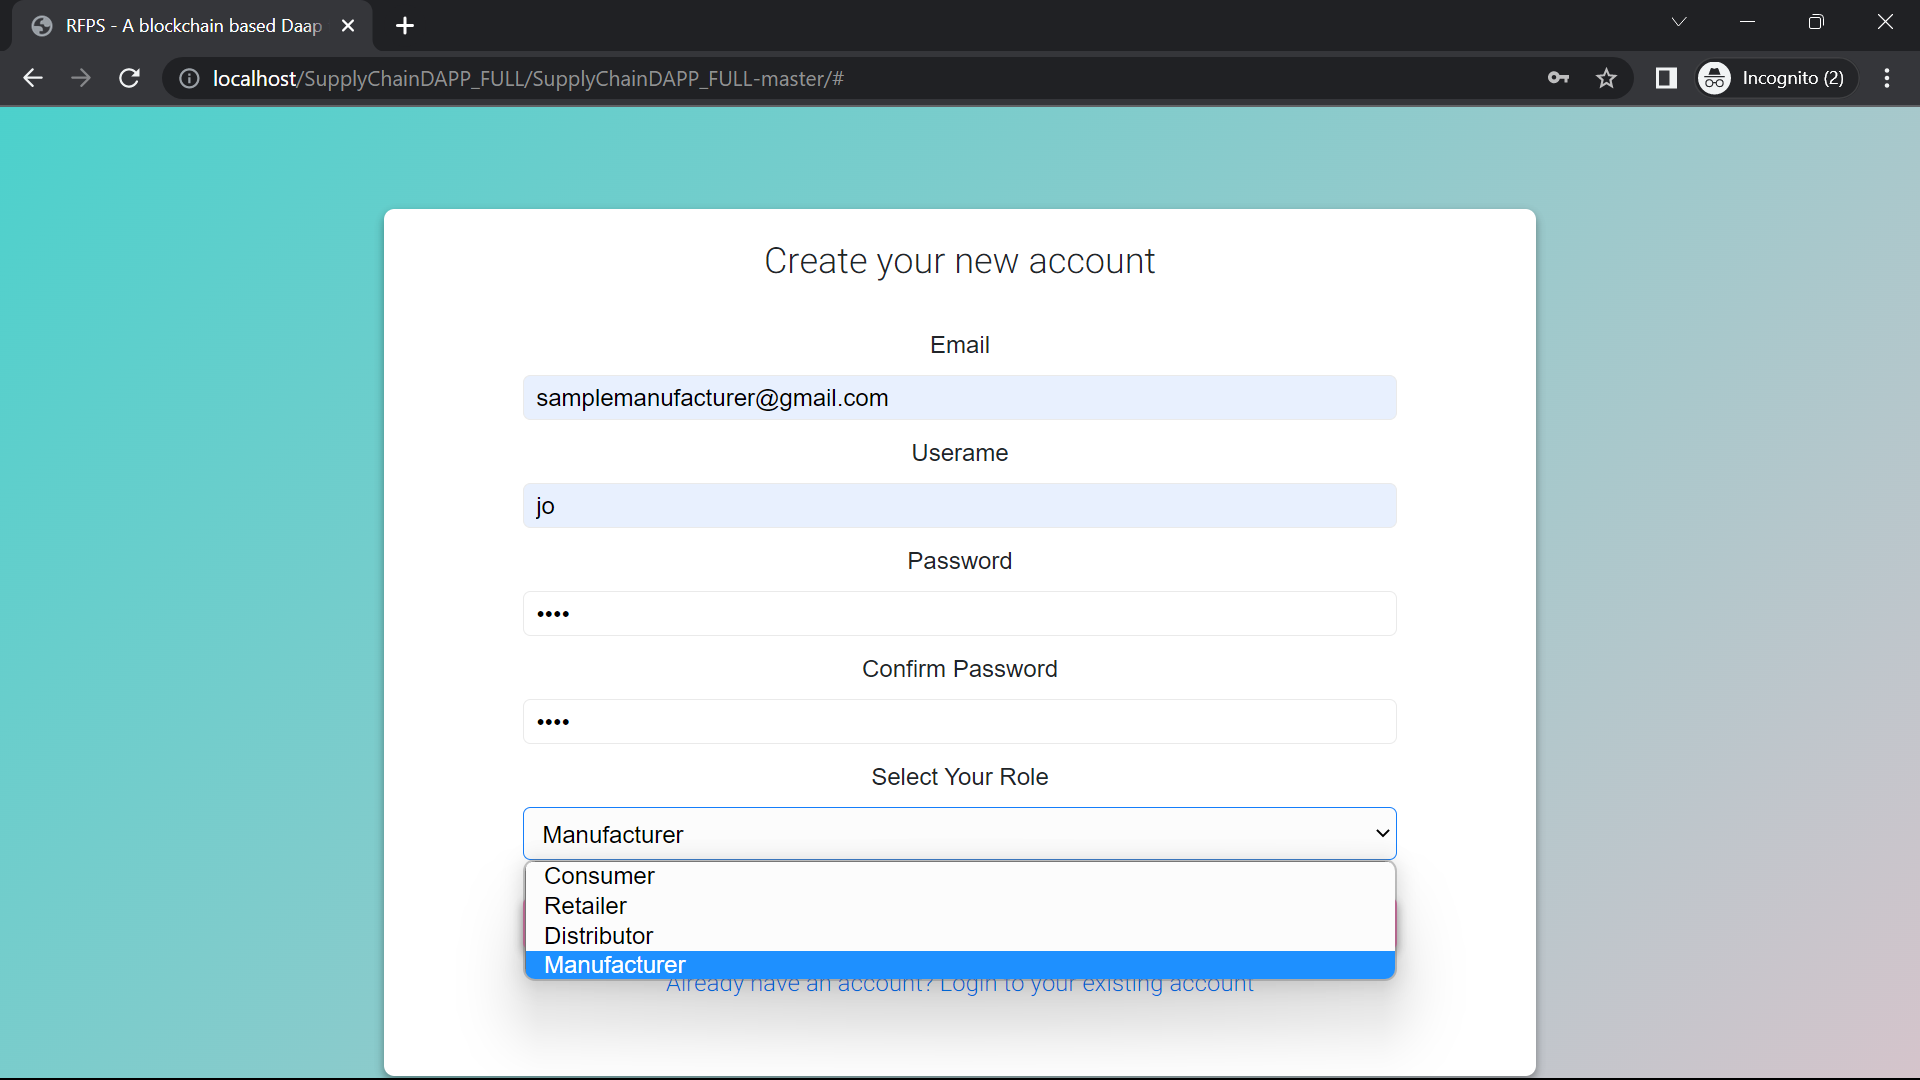 RFPS - A blockchain based Daap
localhost/SupplyChainDAPP_FULL/SupplyChainDAPP_FULL-master/#
Incognito (2)
Create your new account
Email
samplemanufacturer@gmail.com
Userame
jo
Password
••••
Confirm Password
••••
Select Your Role
Manufacturer
Consumer
Retailer
Distributor
Manufacturer
Already have an account? Login to your existing account